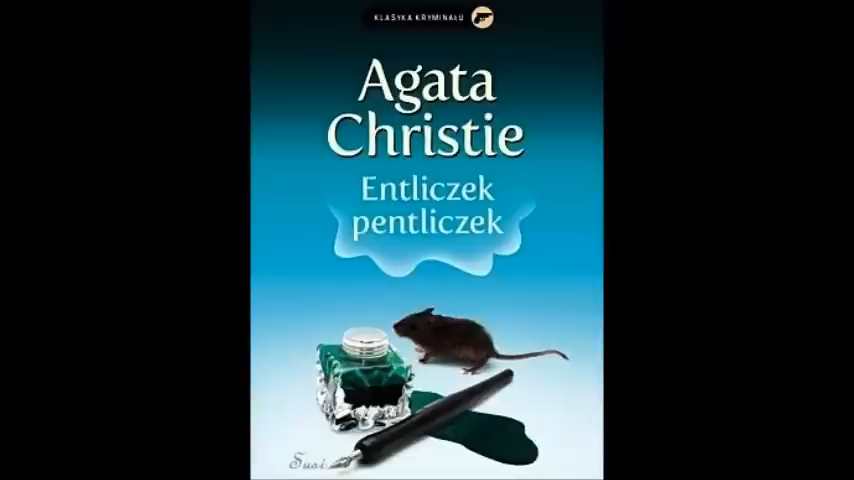 KLASYKA KRYMINAŁU
Agata
Christie
Entliczek
pentliczek
Susi